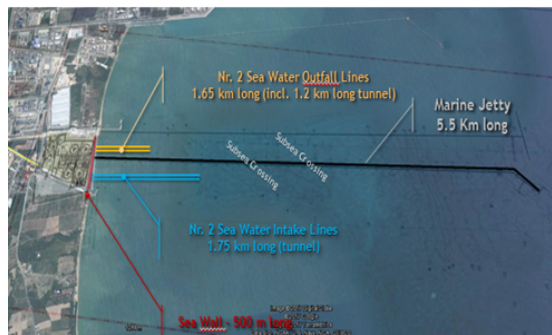 Nr. 2 Sea Water Outfall Lines
1.65 km long (incl. 1.2 km long tunnel)
Marine Jetty
5.5 Km long
Subsea Crossing
Subsea Crossing
Nr. 2 Sea Water Intake Lines
1.75 km long (tunnel)
Sea Wall - 500 m long